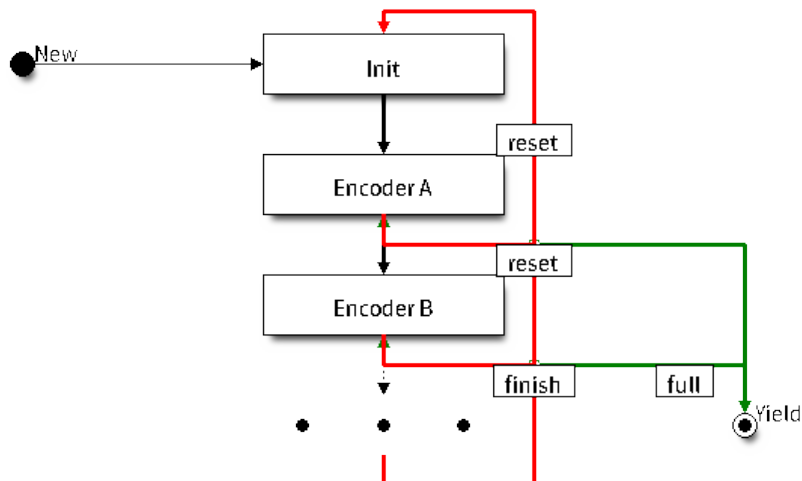 New
Init
reset
Encoder A
reset
Encoder B
finish
full
Yield